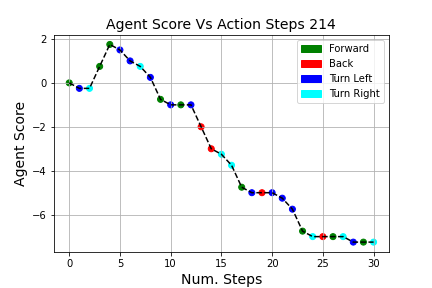 Agent Score Vs Action Steps 214
Forward
Back
Turn Left
Turn Right
Agent Score
2
0
−2
−4
−6
0 5 10 15 20 25 30
Num. Steps